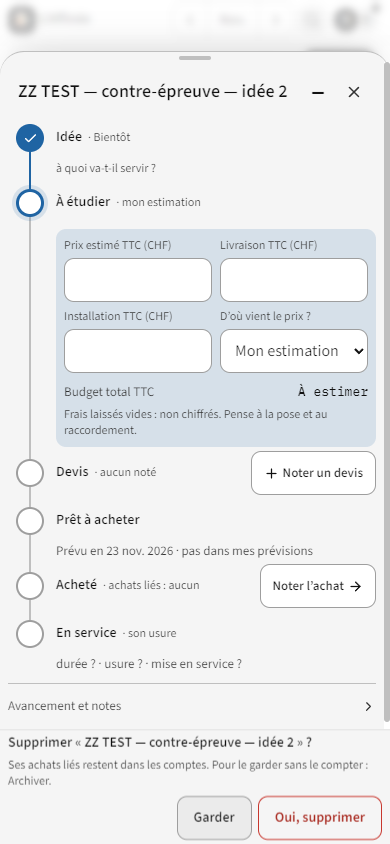 ZZ TEST — contre-épreuve — idée 2
Idée · Bientôt
à quoi va-t-il servir ?
À étudier · mon estimation
Prix estimé TTC (CHF) Livraison TTC (CHF)
Installation TTC (CHF) D'où vient le prix ?
Mon estimation
Budget total TTC À estimer
Frais laissés vides : non chiffrés. Pense à la pose et au
raccordement.
Devis · aucun noté + Noter un devis
Prêt à acheter
Prévu en 23 nov. 2026 · pas dans mes prévisions
Acheté · achats liés : aucun Noter l'achat →
En service · son usure
durée ? · usure ? · mise en service ?
Avancement et notes
Supprimer « ZZ TEST — contre-épreuve — idée 2 » ?
Ses achats liés restent dans les comptes. Pour le garder sans le compter :
Archiver.
Garder Oui, supprimer